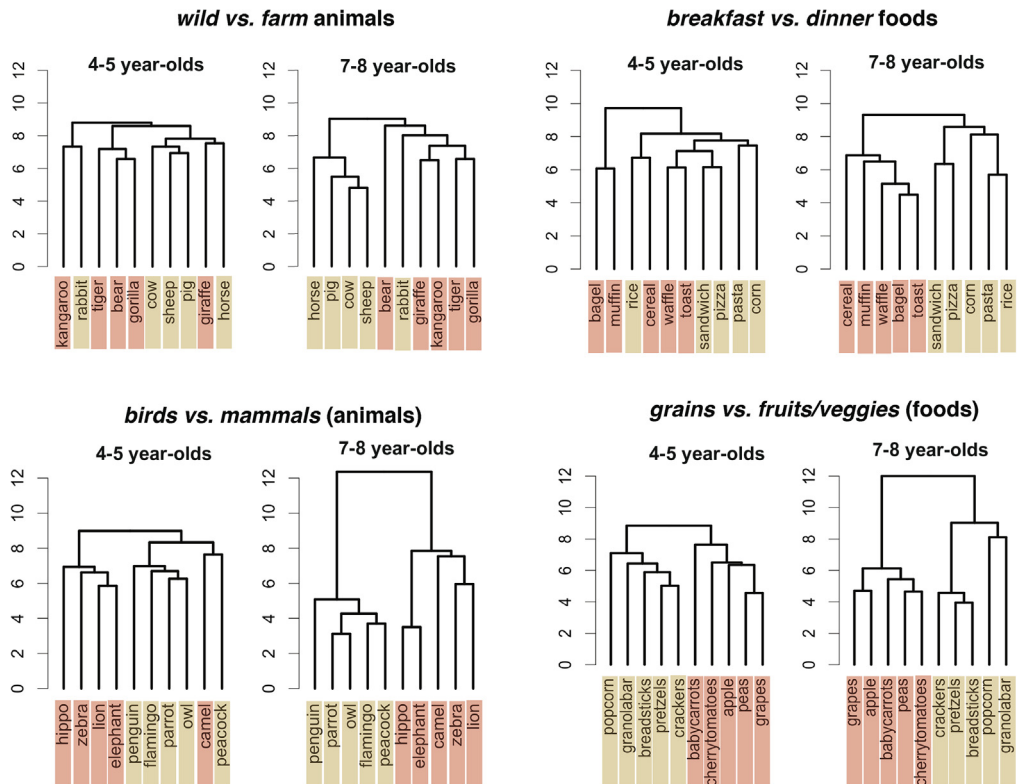 wild vs. farm animals
4-5 year-olds
12
10
8
6
4
2
0
kangaroo
rabbit
tiger
bear
gorilla
cow
sheep
pig
giraffe
horse
7-8 year-olds
12
10
8
6
4
2
0
horse
pig
cow
sheep
bear
rabbit
giraffe
kangaroo
tiger
gorilla
breakfast vs. dinner foods
4-5 year-olds
12
10
8
6
4
2
0
bagel
muffin
rice
cereal
waffle
toast
sandwich
pizza
pasta
corn
7-8 year-olds
12
10
8
6
4
2
0
cereal
muffin
waffle
bagel
toast
sandwich
pizza
corn
pasta
rice
birds vs. mammals (animals)
4-5 year-olds
12
10
8
6
4
2
0
hippo
zebra
lion
elephant
penguin
flamingo
parrot
owl
camel
peacock
7-8 year-olds
12
10
8
6
4
2
0
penguin
parrot
owl
flamingo
peacock
hippo
elephant
camel
zebra
lion
grains vs. fruits/veggies (foods)
4-5 year-olds
12
10
8
6
4
2
0
popcorn
granolabar
breadsticks
pretzels
crackers
babycarrots
cherrytomatoes
apple
peas
grapes
7-8 year-olds
12
10
8
6
4
2
0
grapes
apple
babycarrots
peas
cherrytomatoes
crackers
pretzels
breadsticks
popcorn
granolabar